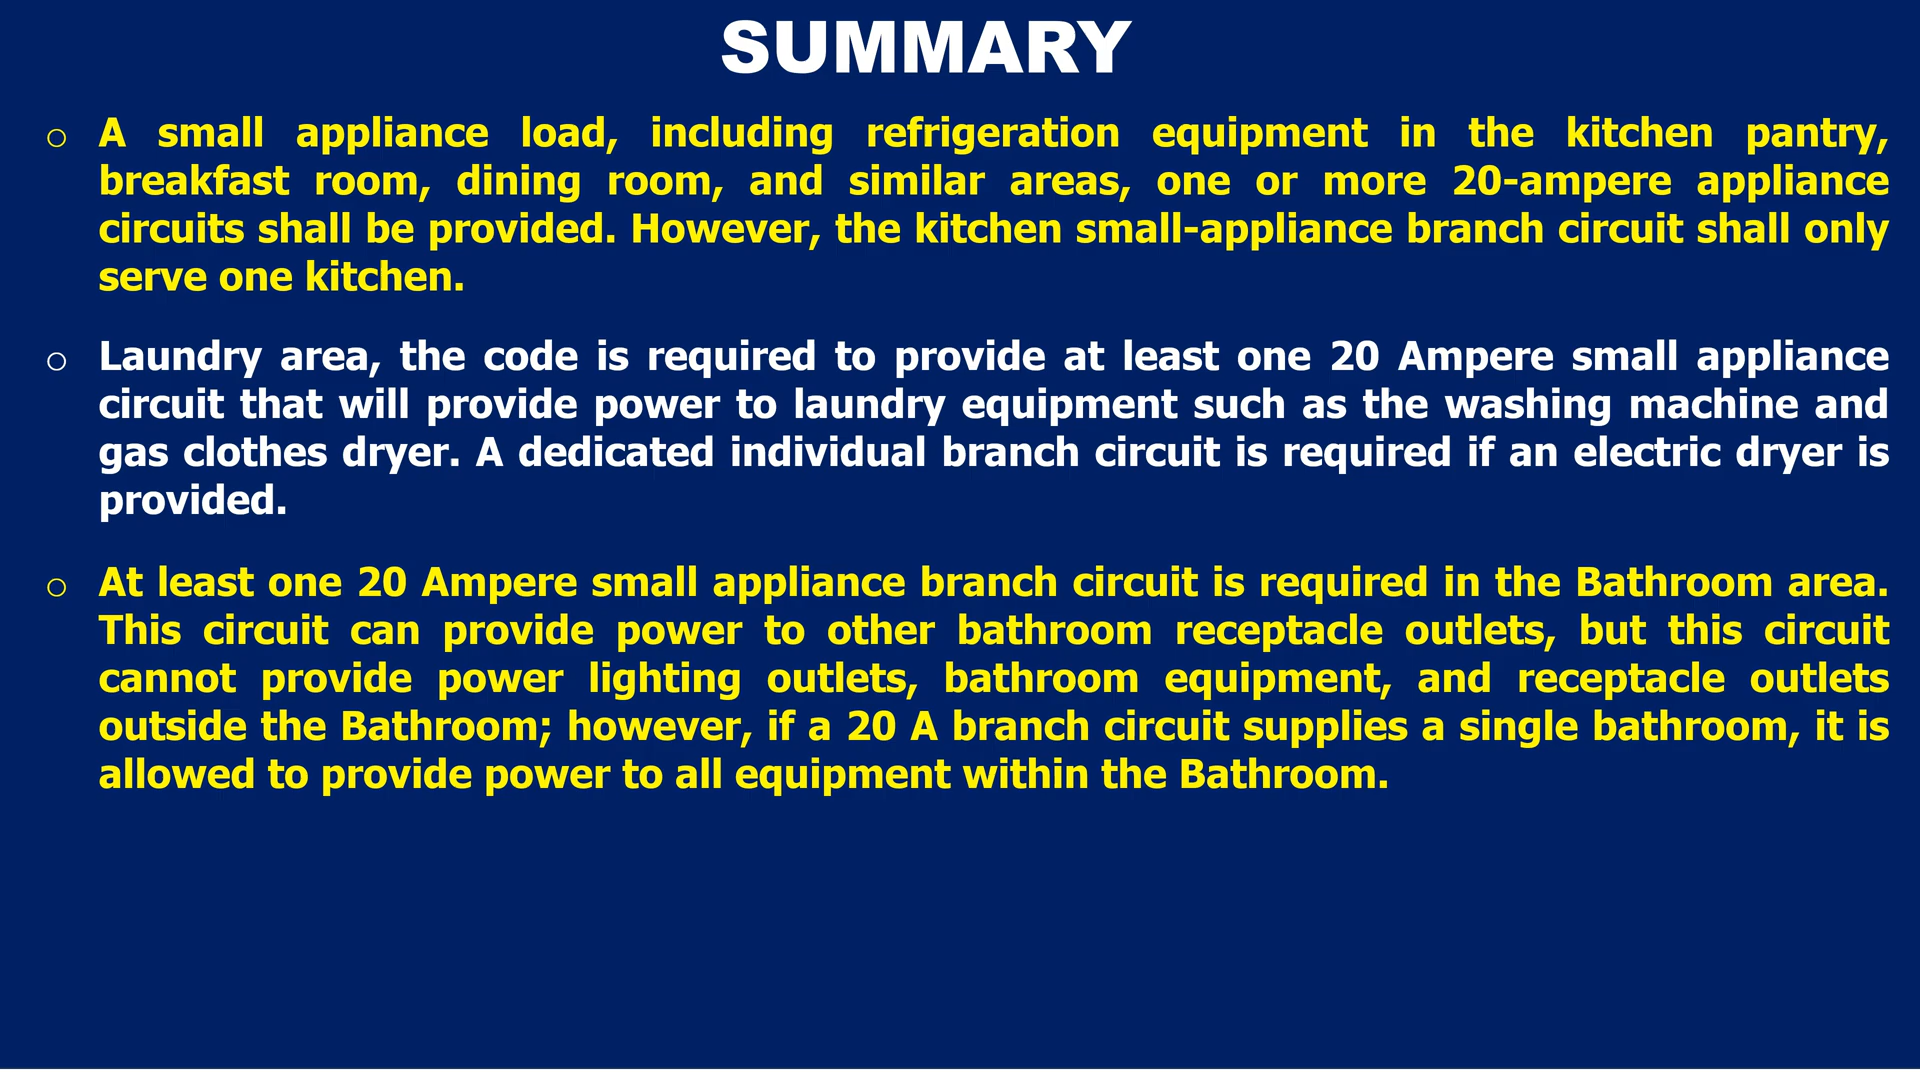 SUMMARY
○ A small appliance load, including refrigeration equipment in the kitchen pantry,
breakfast room, dining room, and similar areas, one or more 20-ampere appliance
circuits shall be provided. However, the kitchen small-appliance branch circuit shall only
serve one kitchen.
○ Laundry area, the code is required to provide at least one 20 Ampere small appliance
circuit that will provide power to laundry equipment such as the washing machine and
gas clothes dryer. A dedicated individual branch circuit is required if an electric dryer is
provided.
○ At least one 20 Ampere small appliance branch circuit is required in the Bathroom area.
This circuit can provide power to other bathroom receptacle outlets, but this circuit
cannot provide power lighting outlets, bathroom equipment, and receptacle outlets
outside the Bathroom; however, if a 20 A branch circuit supplies a single bathroom, it is
allowed to provide power to all equipment within the Bathroom.